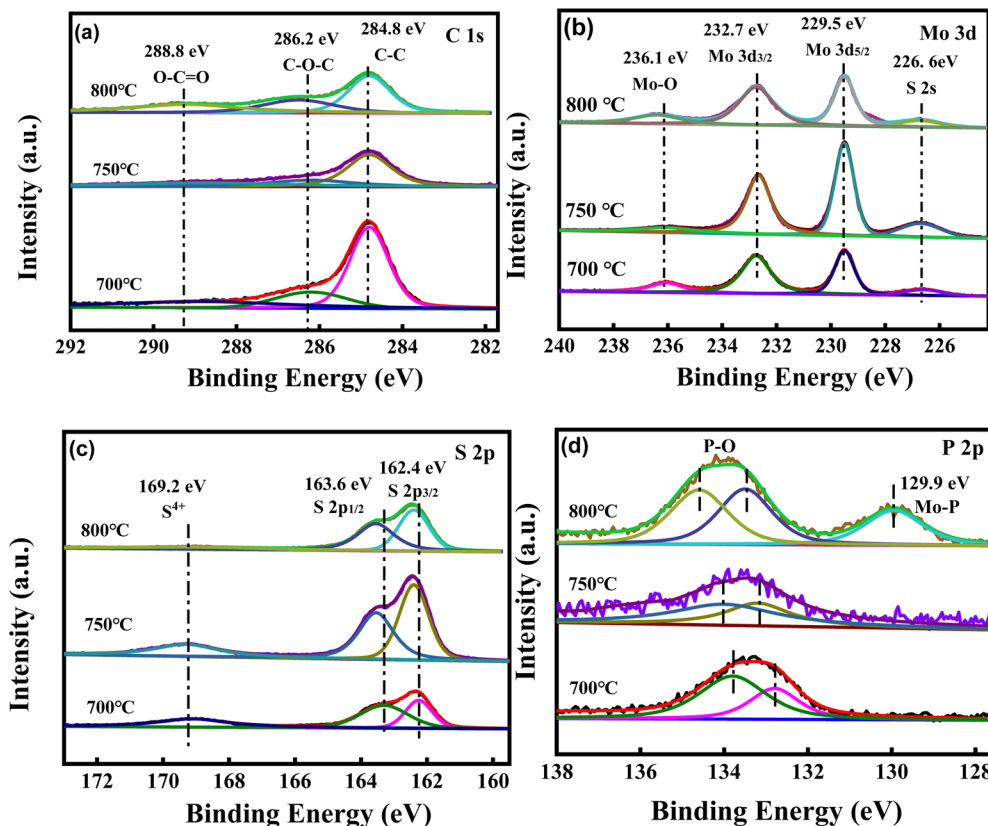 (a)
C 1s
284.8 eV
C-C
286.2 eV
C-O-C
288.8 eV
O-C=O
800°C
750°C
700°C
292 290 288 286 284 282
Binding Energy (eV)
Intensity (a.u.)
(b)
Mo 3d
229.5 eV
Mo 3d5/2
232.7 eV
Mo 3d3/2
236.1 eV
Mo-O
226. 6eV
S 2s
800 °C
750 °C
700 °C
240 238 236 234 232 230 228 226
Binding Energy (eV)
Intensity (a.u.)
(c)
S 2p
162.4 eV
S 2p3/2
163.6 eV
S 2p1/2
169.2 eV
S4+
800°C
750°C
700°C
172 170 168 166 164 162 160
Binding Energy (eV)
Intensity (a.u.)
(d)
P 2p
P-O
129.9 eV
Mo-P
800°C
750°C
700°C
138 136 134 132 130 128
Binding Energy (eV)
Intensity (a.u.)